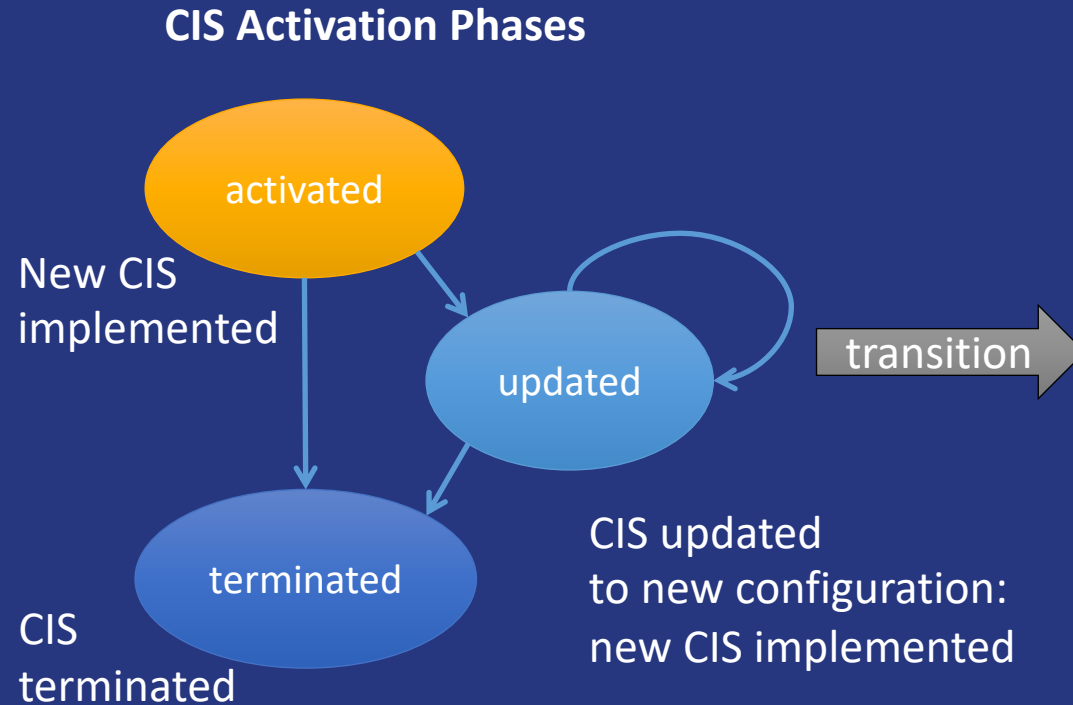 CIS Activation Phases
activated
New CIS
implemented
updated
transition
terminated
CIS updated
to new configuration:
new CIS implemented
CIS
terminated